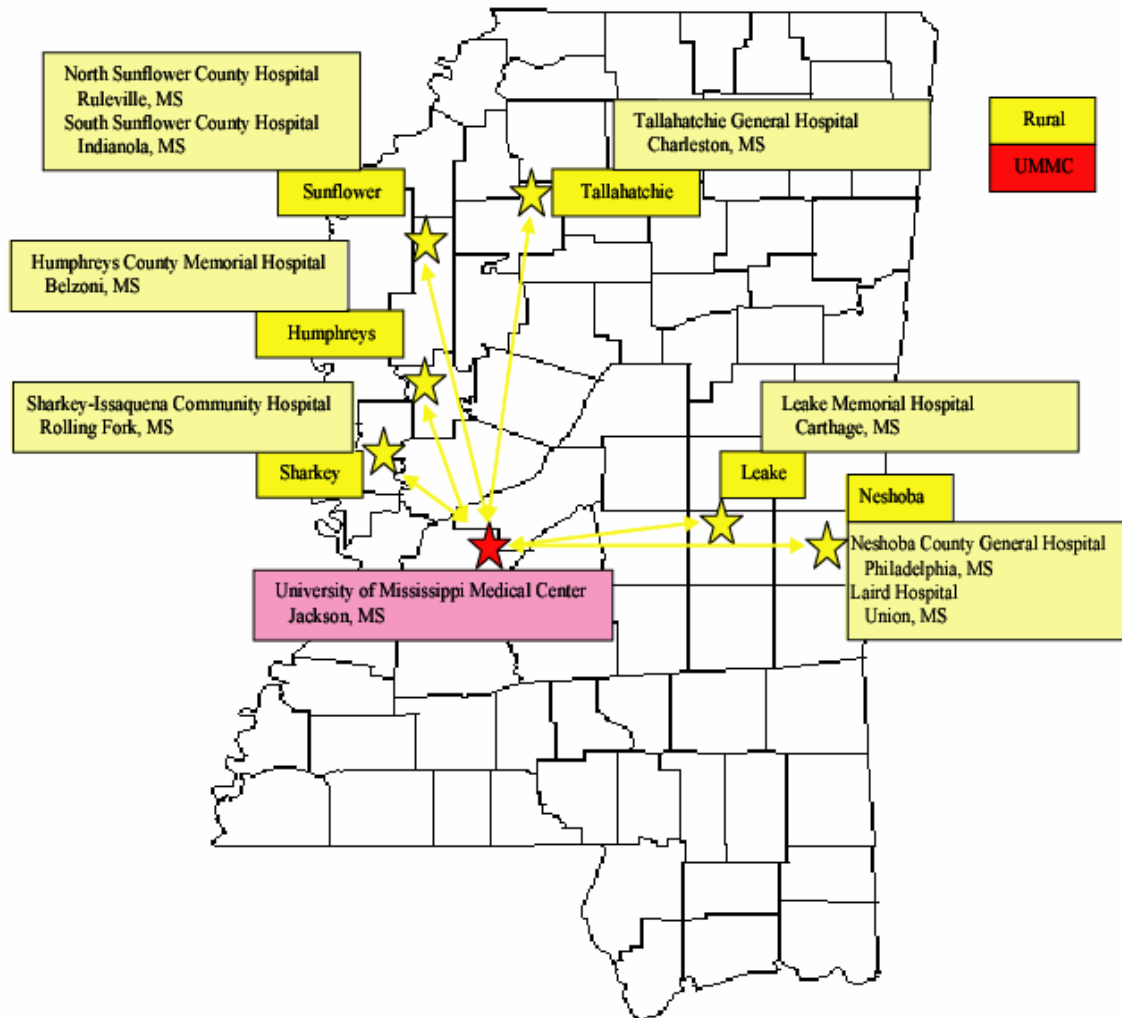 North Sunflower County Hospital
Ruleville, MS
South Sunflower County Hospital
Indianola, MS
Tallahatchie General Hospital
Charleston, MS
Rural
UMMC
Sunflower
Tallahatchie
Humphreys County Memorial Hospital
Belzoni, MS
Humphreys
Sharkey-Issaquena Community Hospital
Rolling Fork, MS
Sharkey
Leake Memorial Hospital
Carthage, MS
Leake
Neshoba
Neshoba County General Hospital
Philadelphia, MS
Laird Hospital
Union, MS
University of Mississippi Medical Center
Jackson, MS